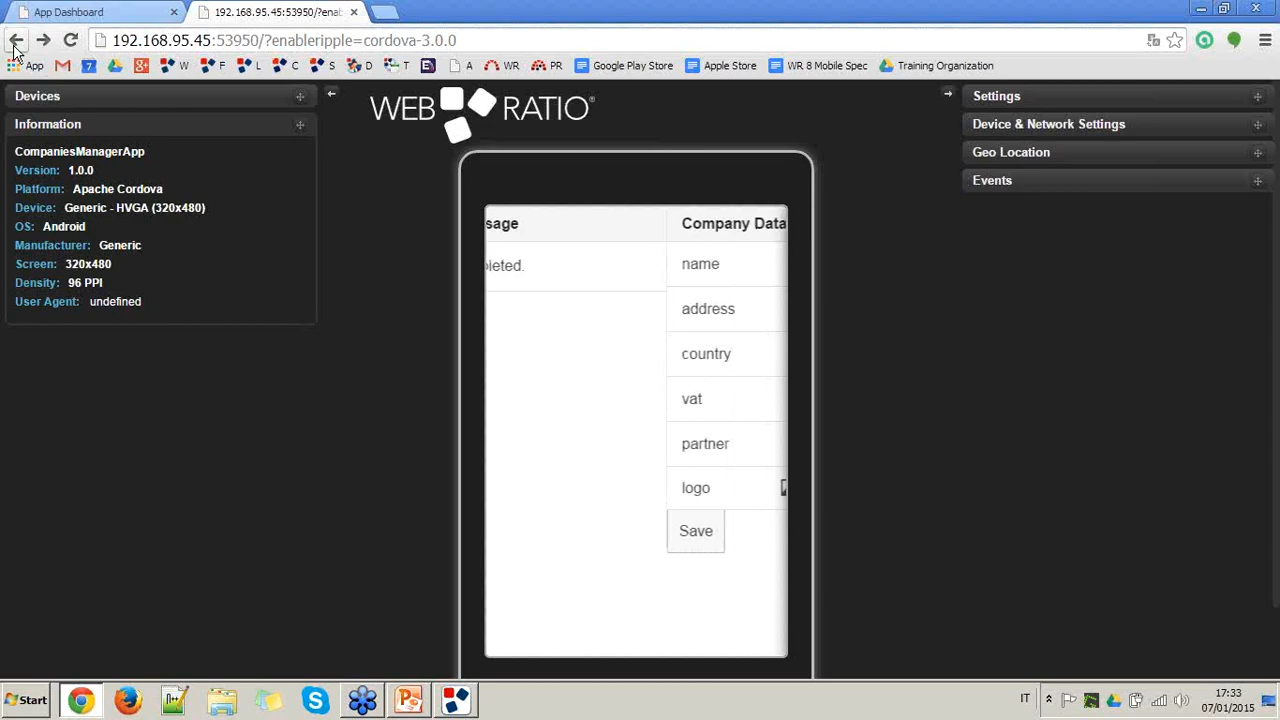 App Dashboard
192.168.95.45:53950/?enab
192.168.95.45:53950/?enableripple=cordova-3.0.0
App
7
W
F
L
C
S
D
T
A
WR
PR
Google Play Store
Apple Store
WR 8 Mobile Spec
Training Organization
Devices
Information
CompaniesManagerApp
Version: 1.0.0
Platform: Apache Cordova
Device: Generic - HVGA (320x480)
OS: Android
Manufacturer: Generic
Screen: 320x480
Density: 96 PPI
User Agent: undefined
WEB RATIO®
sage
leted.
Company Data
name
address
country
vat
partner
logo
Save
Settings
Device & Network Settings
Geo Location
Events
Start
IT
17:33
07/01/2015